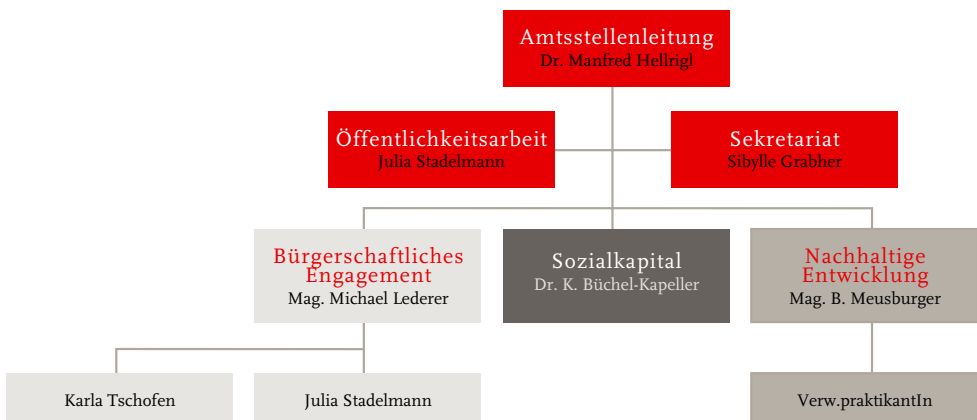 Amtsstellenleitung
Dr. Manfred Hellrigl
Öffentlichkeitsarbeit
Julia Stadelmann
Sekretariat
Sibylle Grabher
Bürgerschaftliches
Engagement
Mag. Michael Lederer
Sozialkapital
Dr. K. Büchel-Kapeller
Nachhaltige
Entwicklung
Mag. B. Meusburger
Karla Tschofen
Julia Stadelmann
Verw.praktikantIn